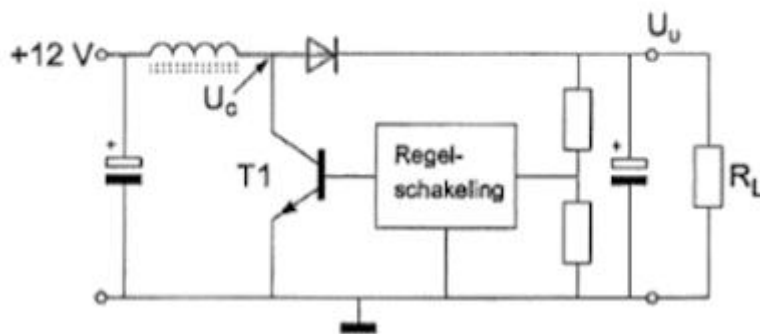 +12 V
U_c
U_u
+
T1
Regel-
schakeling
+
R_L